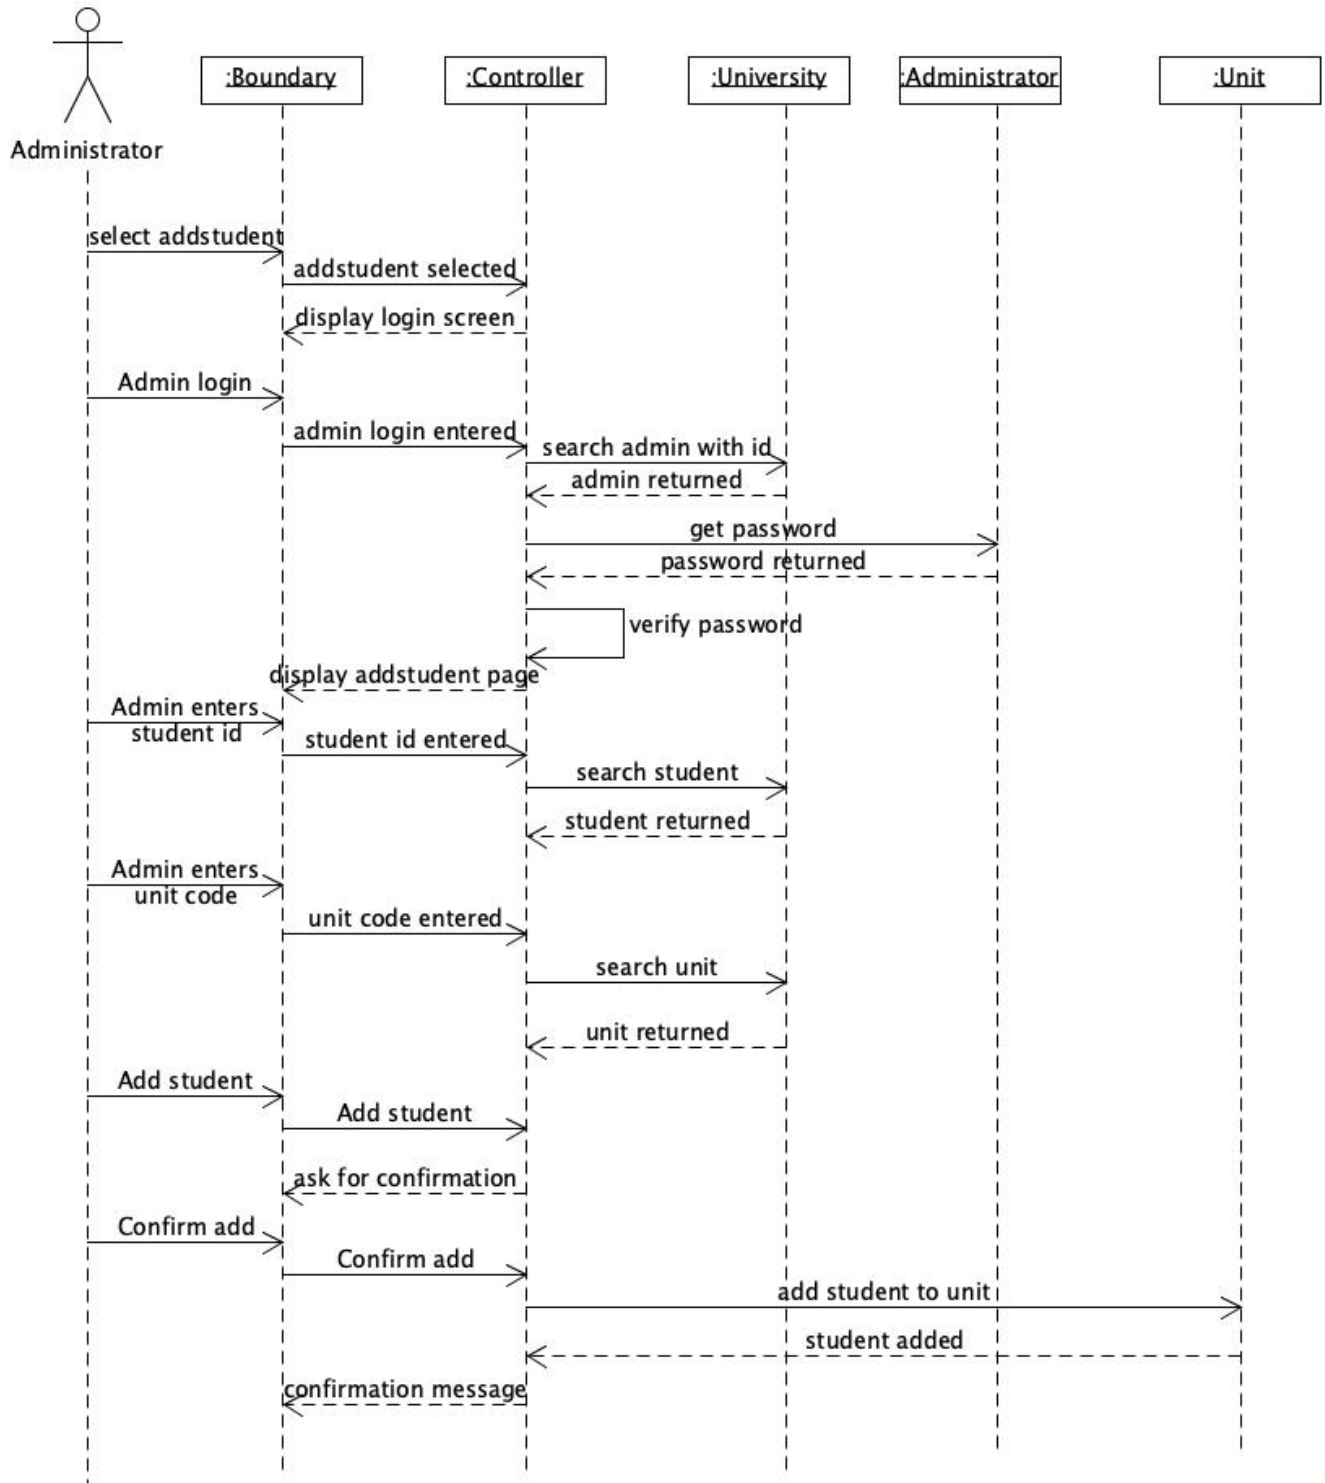 :Boundary
:Controller
:University
:Administrator
:Unit
Administrator
select addstudent
addstudent selected
display login screen
Admin login
admin login entered
search admin with id
admin returned
get password
password returned
verify password
display addstudent page
Admin enters
student id
student id entered
search student
student returned
Admin enters
unit code
unit code entered
search unit
unit returned
Add student
Add student
ask for confirmation
Confirm add
Confirm add
add student to unit
student added
confirmation message